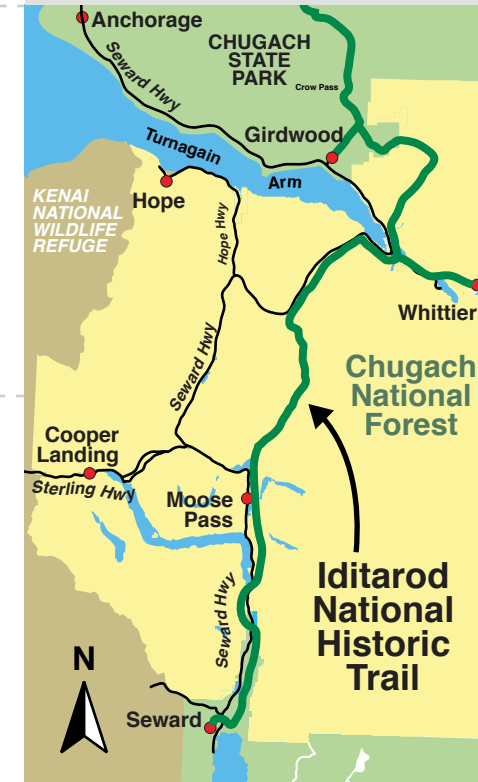 Anchorage
Seward Hwy
CHUGACH
STATE
PARK
Crow Pass
Girdwood
Turnagain
Arm
KENAI
NATIONAL
WILDLIFE
REFUGE
Hope
Hope Hwy
Whittier
Seward Hwy
Chugach
National
Forest
Cooper
Landing
Sterling Hwy
Moose
Pass
Iditarod
National
Historic
Trail
Seward Hwy
N
Seward